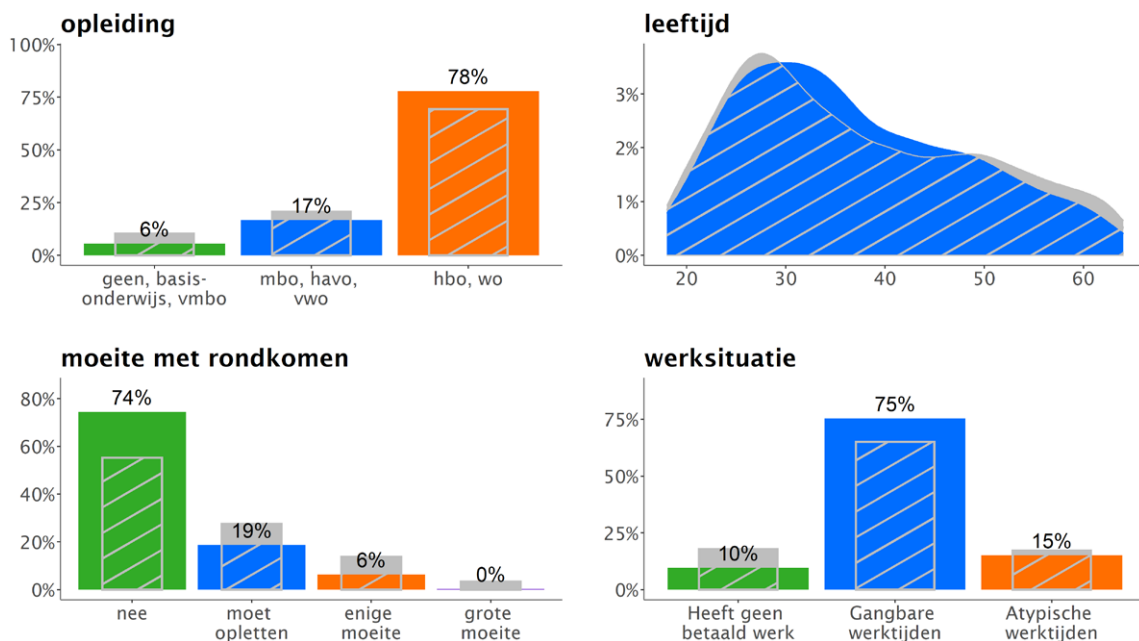 opleiding
100%
75%
50%
25%
0%
6%
17%
78%
geen, basis-
onderwijs, vmbo
mbo, havo,
vwo
hbo, wo
leeftijd
3%
2%
1%
0%
20
30
40
50
60
moeite met rondkomen
80%
60%
40%
20%
0%
74%
19%
6%
0%
nee
moet
opletten
enige
moeite
grote
moeite
werksituatie
75%
50%
25%
0%
10%
75%
15%
Heeft geen
betaald werk
Gangbare
werktijden
Atypische
werktijden